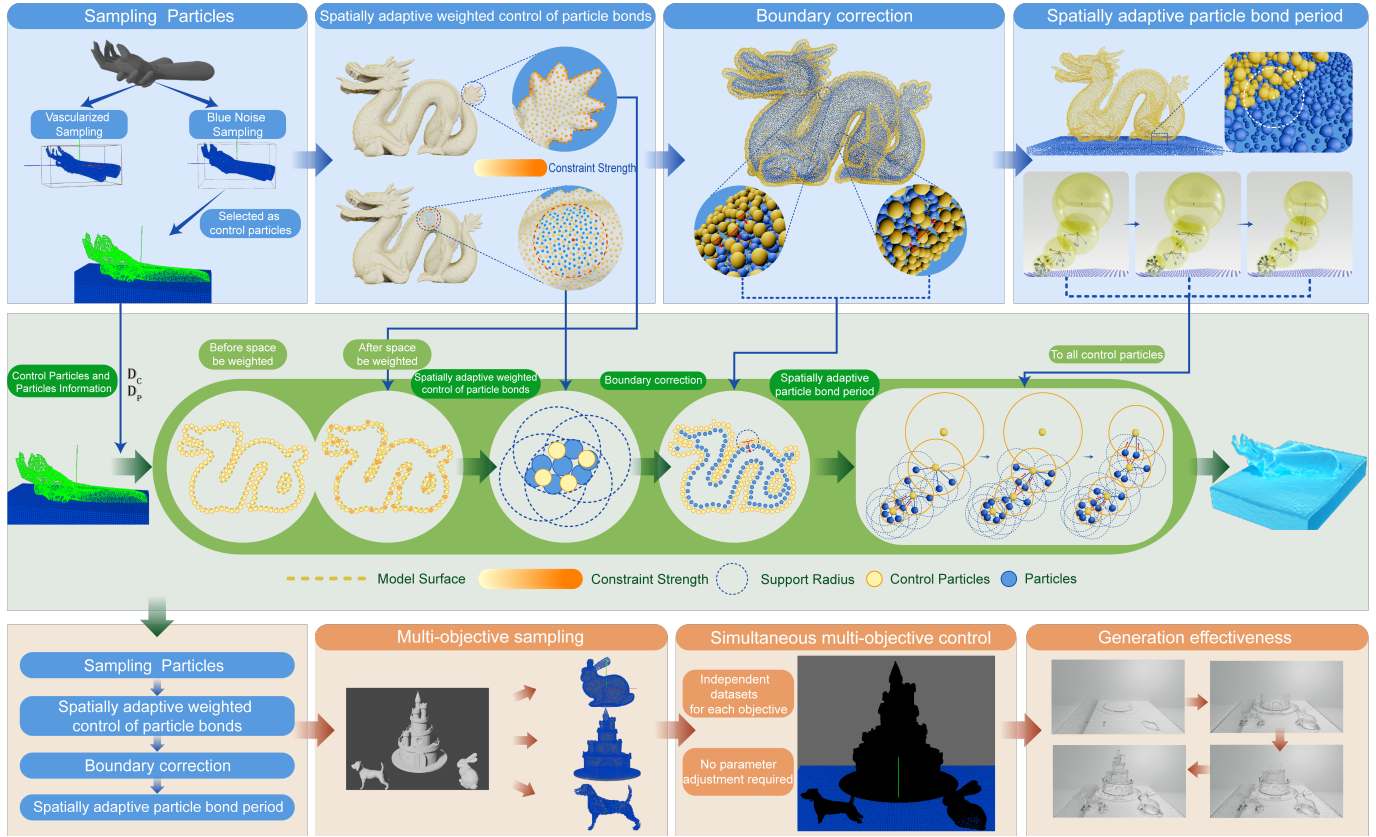 Sampling Particles
Spatially adaptive weighted control of particle bonds
Boundary correction
Spatially adaptive particle bond period
Vascularized
Sampling
Blue Noise
Sampling
Selected as
control particles
Constraint Strength
Control Particles and
Particles Information
D_C
D_P
Before space
be weighted
After space
be weighted
Spatially adaptive weighted
control of particle bonds
Boundary correction
Spatially adaptive
particle bond period
To all control particles
Model Surface
Constraint Strength
Support Radius
Control Particles
Particles
Sampling Particles
Spatially adaptive weighted
control of particle bonds
Boundary correction
Spatially adaptive particle bond period
Multi-objective sampling
Simultaneous multi-objective control
Independent
datasets
for each objective
No parameter
adjustment required
Generation effectiveness